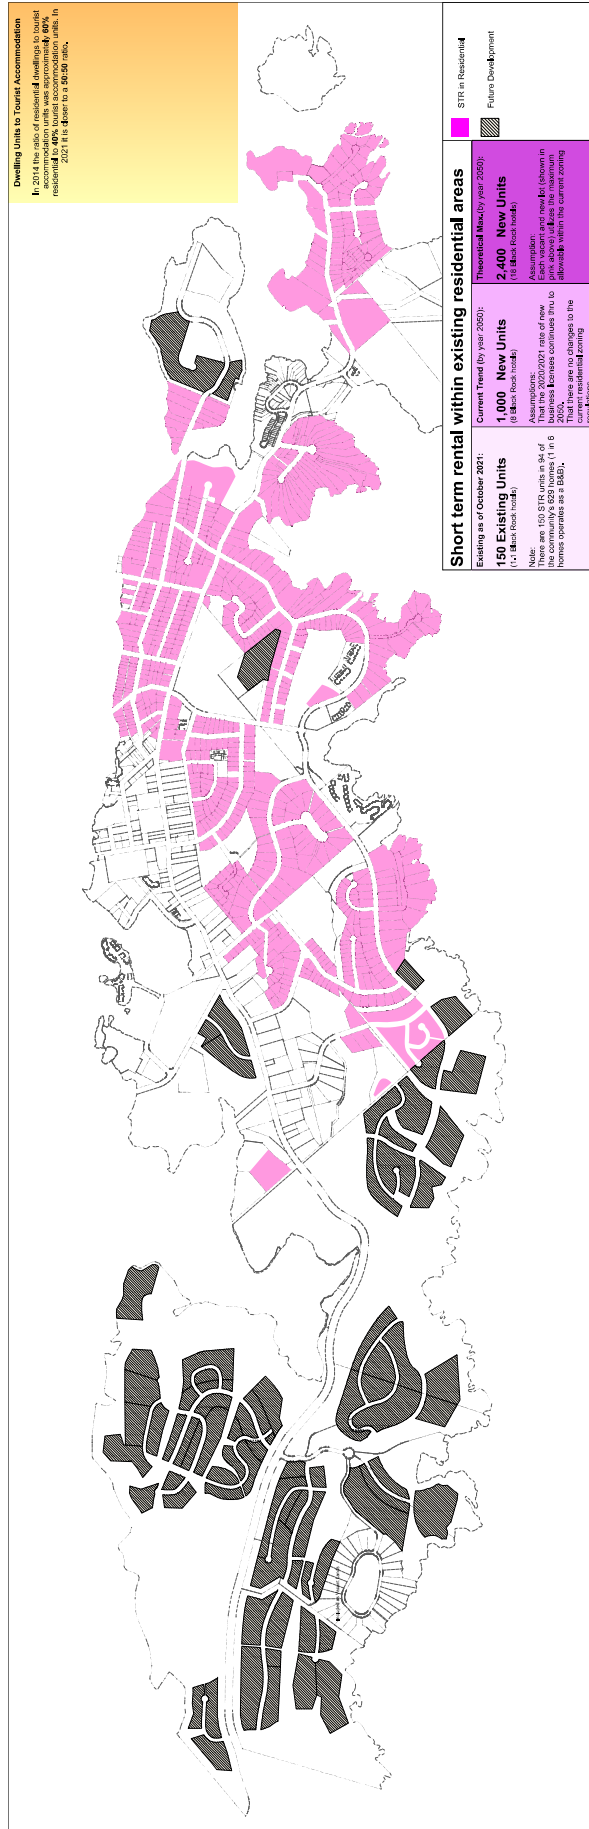 Dwelling Units to Tourist Accommodation
In 2014 the ratio of residential dwellings to tourist
accommodation units was approximately 60%
residential to 40% tourist accommodation units. In
2021 it is closer to a 50:50 ratio.
STR in Residential
Future Development
Short term rental within existing residential areas
Existing as of October 2021:
150 Existing Units
(1.1 Black Rock hotels)
Note:
There are 150 STR units in 94 of
the community's 629 homes (1 in 6
homes operates as a B&B).
Current Trend (by year 2050):
1,000 New Units
(8 Black Rock hotels)
Assumptions:
That the 2020/2021 rate of new
business licenses continues thru to
2050.
That there are no changes to the
current residential zoning
Theoretical Max.(by year 2050):
2,400 New Units
(18 Black Rock hotels)
Assumption:
Each vacant and new lot (shown in
pink above) utilizes the maximum
allowable within the current zoning